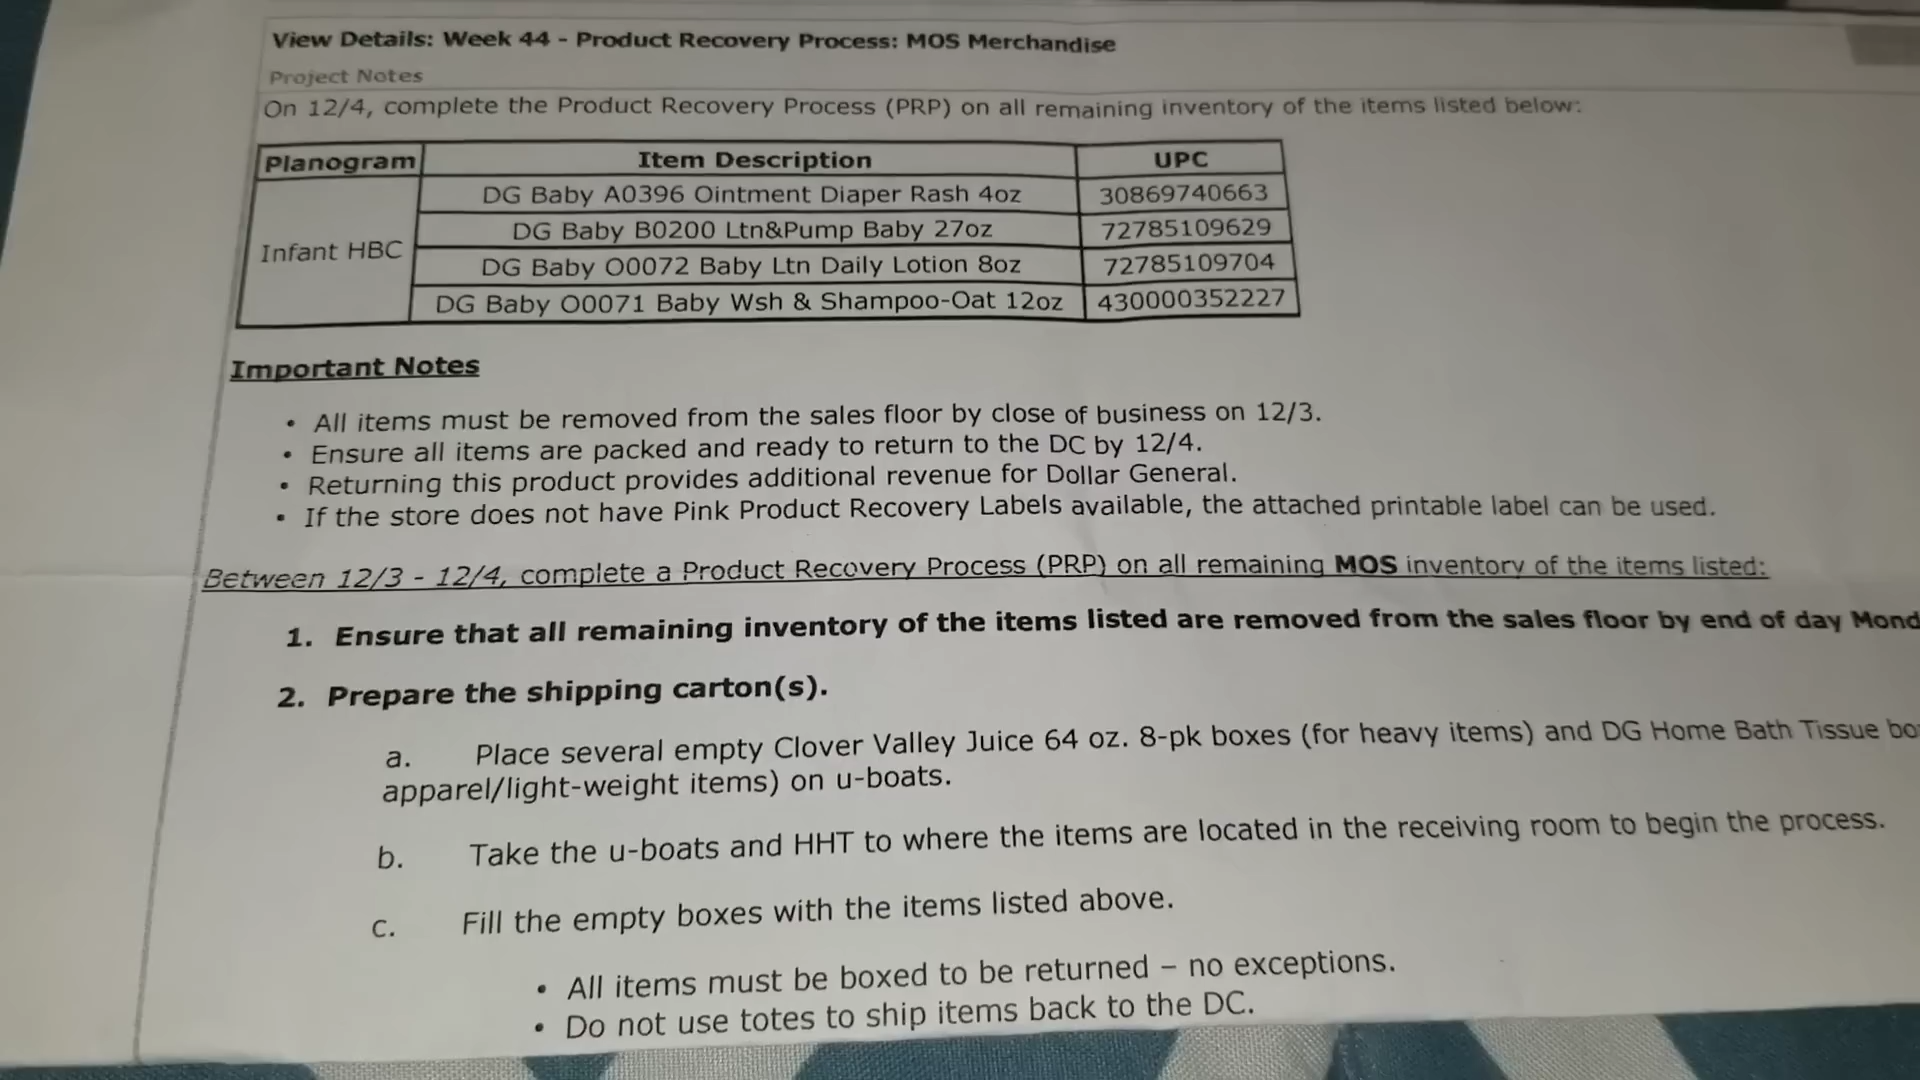 View Details: Week 44 - Product Recovery Process: MOS Merchandise
Project Notes
On 12/4, complete the Product Recovery Process (PRP) on all remaining inventory of the items listed below:
Planogram Item Description UPC
DG Baby A0396 Ointment Diaper Rash 4oz 30869740663
DG Baby B0200 Ltn&Pump Baby 27oz 72785109629
Infant HBC
DG Baby O0072 Baby Ltn Daily Lotion 8oz 72785109704
DG Baby O0071 Baby Wsh & Shampoo-Oat 12oz 430000352227
Important Notes
• All items must be removed from the sales floor by close of business on 12/3.
• Ensure all items are packed and ready to return to the DC by 12/4.
• Returning this product provides additional revenue for Dollar General.
• If the store does not have Pink Product Recovery Labels available, the attached printable label can be used.
Between 12/3 - 12/4, complete a Product Recovery Process (PRP) on all remaining MOS inventory of the items listed:
1. Ensure that all remaining inventory of the items listed are removed from the sales floor by end of day Mond
2. Prepare the shipping carton(s).
a. Place several empty Clover Valley Juice 64 oz. 8-pk boxes (for heavy items) and DG Home Bath Tissue bo
apparel/light-weight items) on u-boats.
b. Take the u-boats and HHT to where the items are located in the receiving room to begin the process.
c. Fill the empty boxes with the items listed above.
• All items must be boxed to be returned – no exceptions.
• Do not use totes to ship items back to the DC.